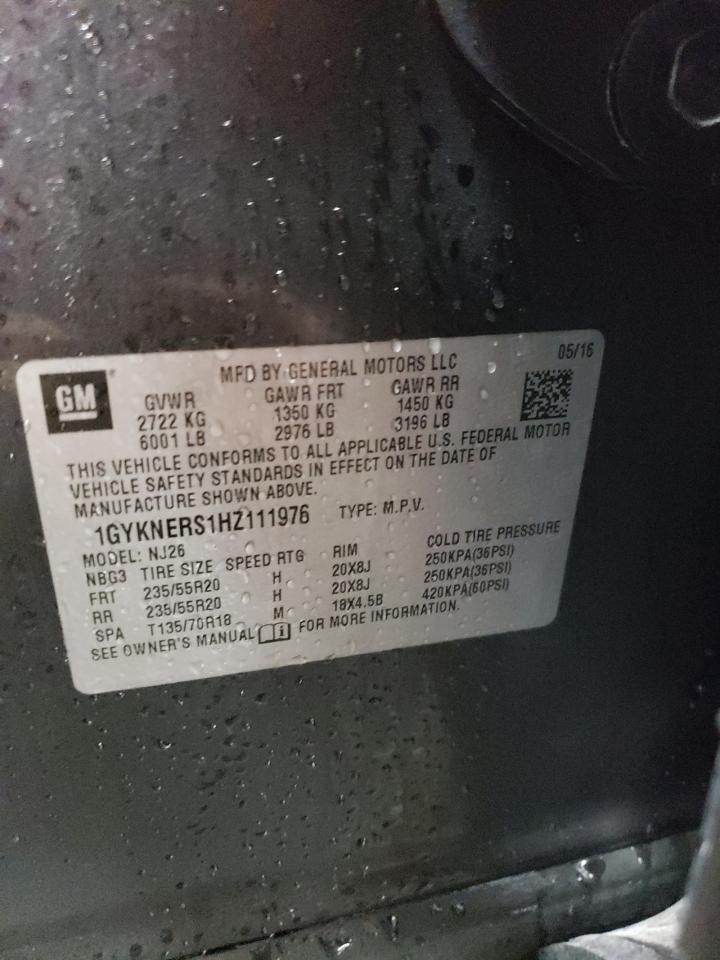 05/16
GM
MFD BY GENERAL MOTORS LLC
GVWR GAWR FRT GAWR RR
2722 KG 1350 KG 1450 KG
6001 LB 2976 LB 3196 LB
THIS VEHICLE CONFORMS TO ALL APPLICABLE U.S. FEDERAL MOTOR
VEHICLE SAFETY STANDARDS IN EFFECT ON THE DATE OF
MANUFACTURE SHOWN ABOVE.
1GYKNERS1HZ111976 TYPE: M.P.V.
MODEL: NJ26
NBG3 TIRE SIZE SPEED RTG RIM COLD TIRE PRESSURE
FRT 235/55R20 H 20X8J 250KPA(36PSI)
RR 235/55R20 H 20X8J 250KPA(36PSI)
SPA T135/70R18 M 18X4.5B 420KPA(60PSI)
SEE OWNER'S MANUAL FOR MORE INFORMATION.